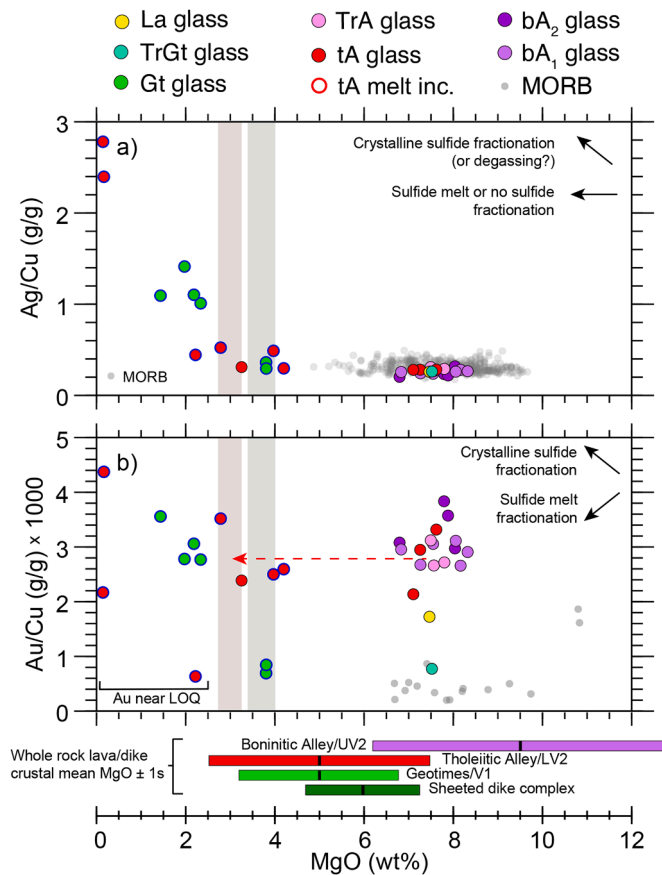 La glass
TrA glass
bA2 glass
TrGt glass
tA glass
bA1 glass
Gt glass
tA melt inc.
MORB
3
a)
Crystalline sulfide fractionation
(or degassing?)
Sulfide melt or no sulfide
fractionation
2
Ag/Cu (g/g)
1
MORB
0
5
b)
Crystalline sulfide
fractionation
4
Sulfide melt
fractionation
3
Au/Cu (g/g) × 1000
2
1
Au near LOQ
0
Whole rock lava/dike
crustal mean MgO ± 1s
Boninitic Alley/UV2
Tholeiitic Alley/LV2
Geotimes/V1
Sheeted dike complex
0 2 4 6 8 10 12
MgO (wt%)